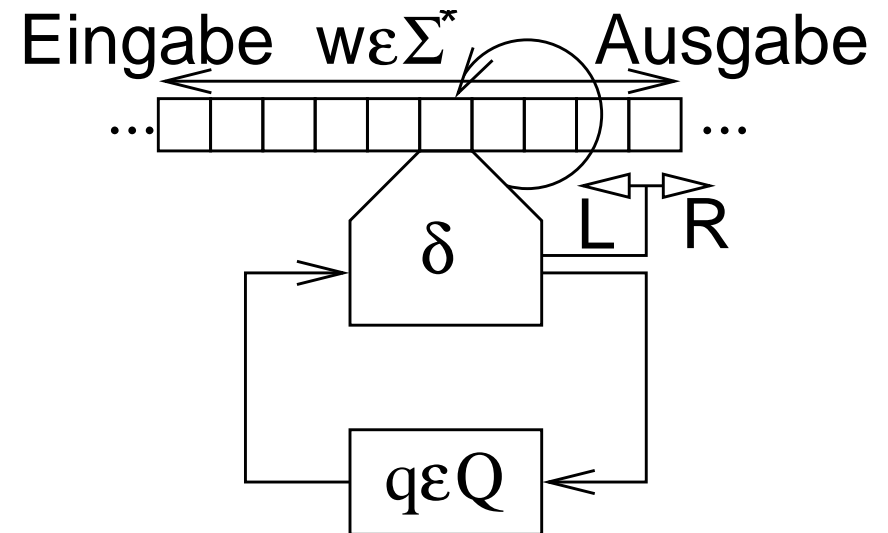 Eingabe wεΣ* Ausgabe
... ...
L R
δ
qεQ